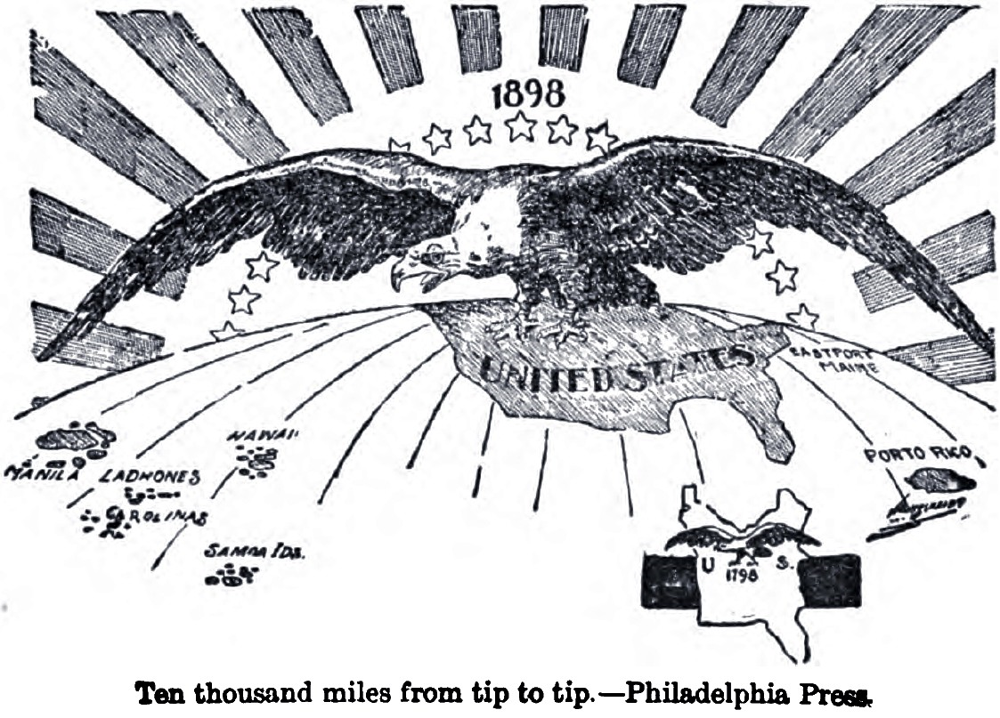 1898
UNITED STATES
EASTPORT
MAINE
HAWAII
MANILA
LADRONES
CAROLINAS
SAMOA IDS.
PORTO RICO,
U S.
1798
Ten thousand miles from tip to tip.—Philadelphia Press.